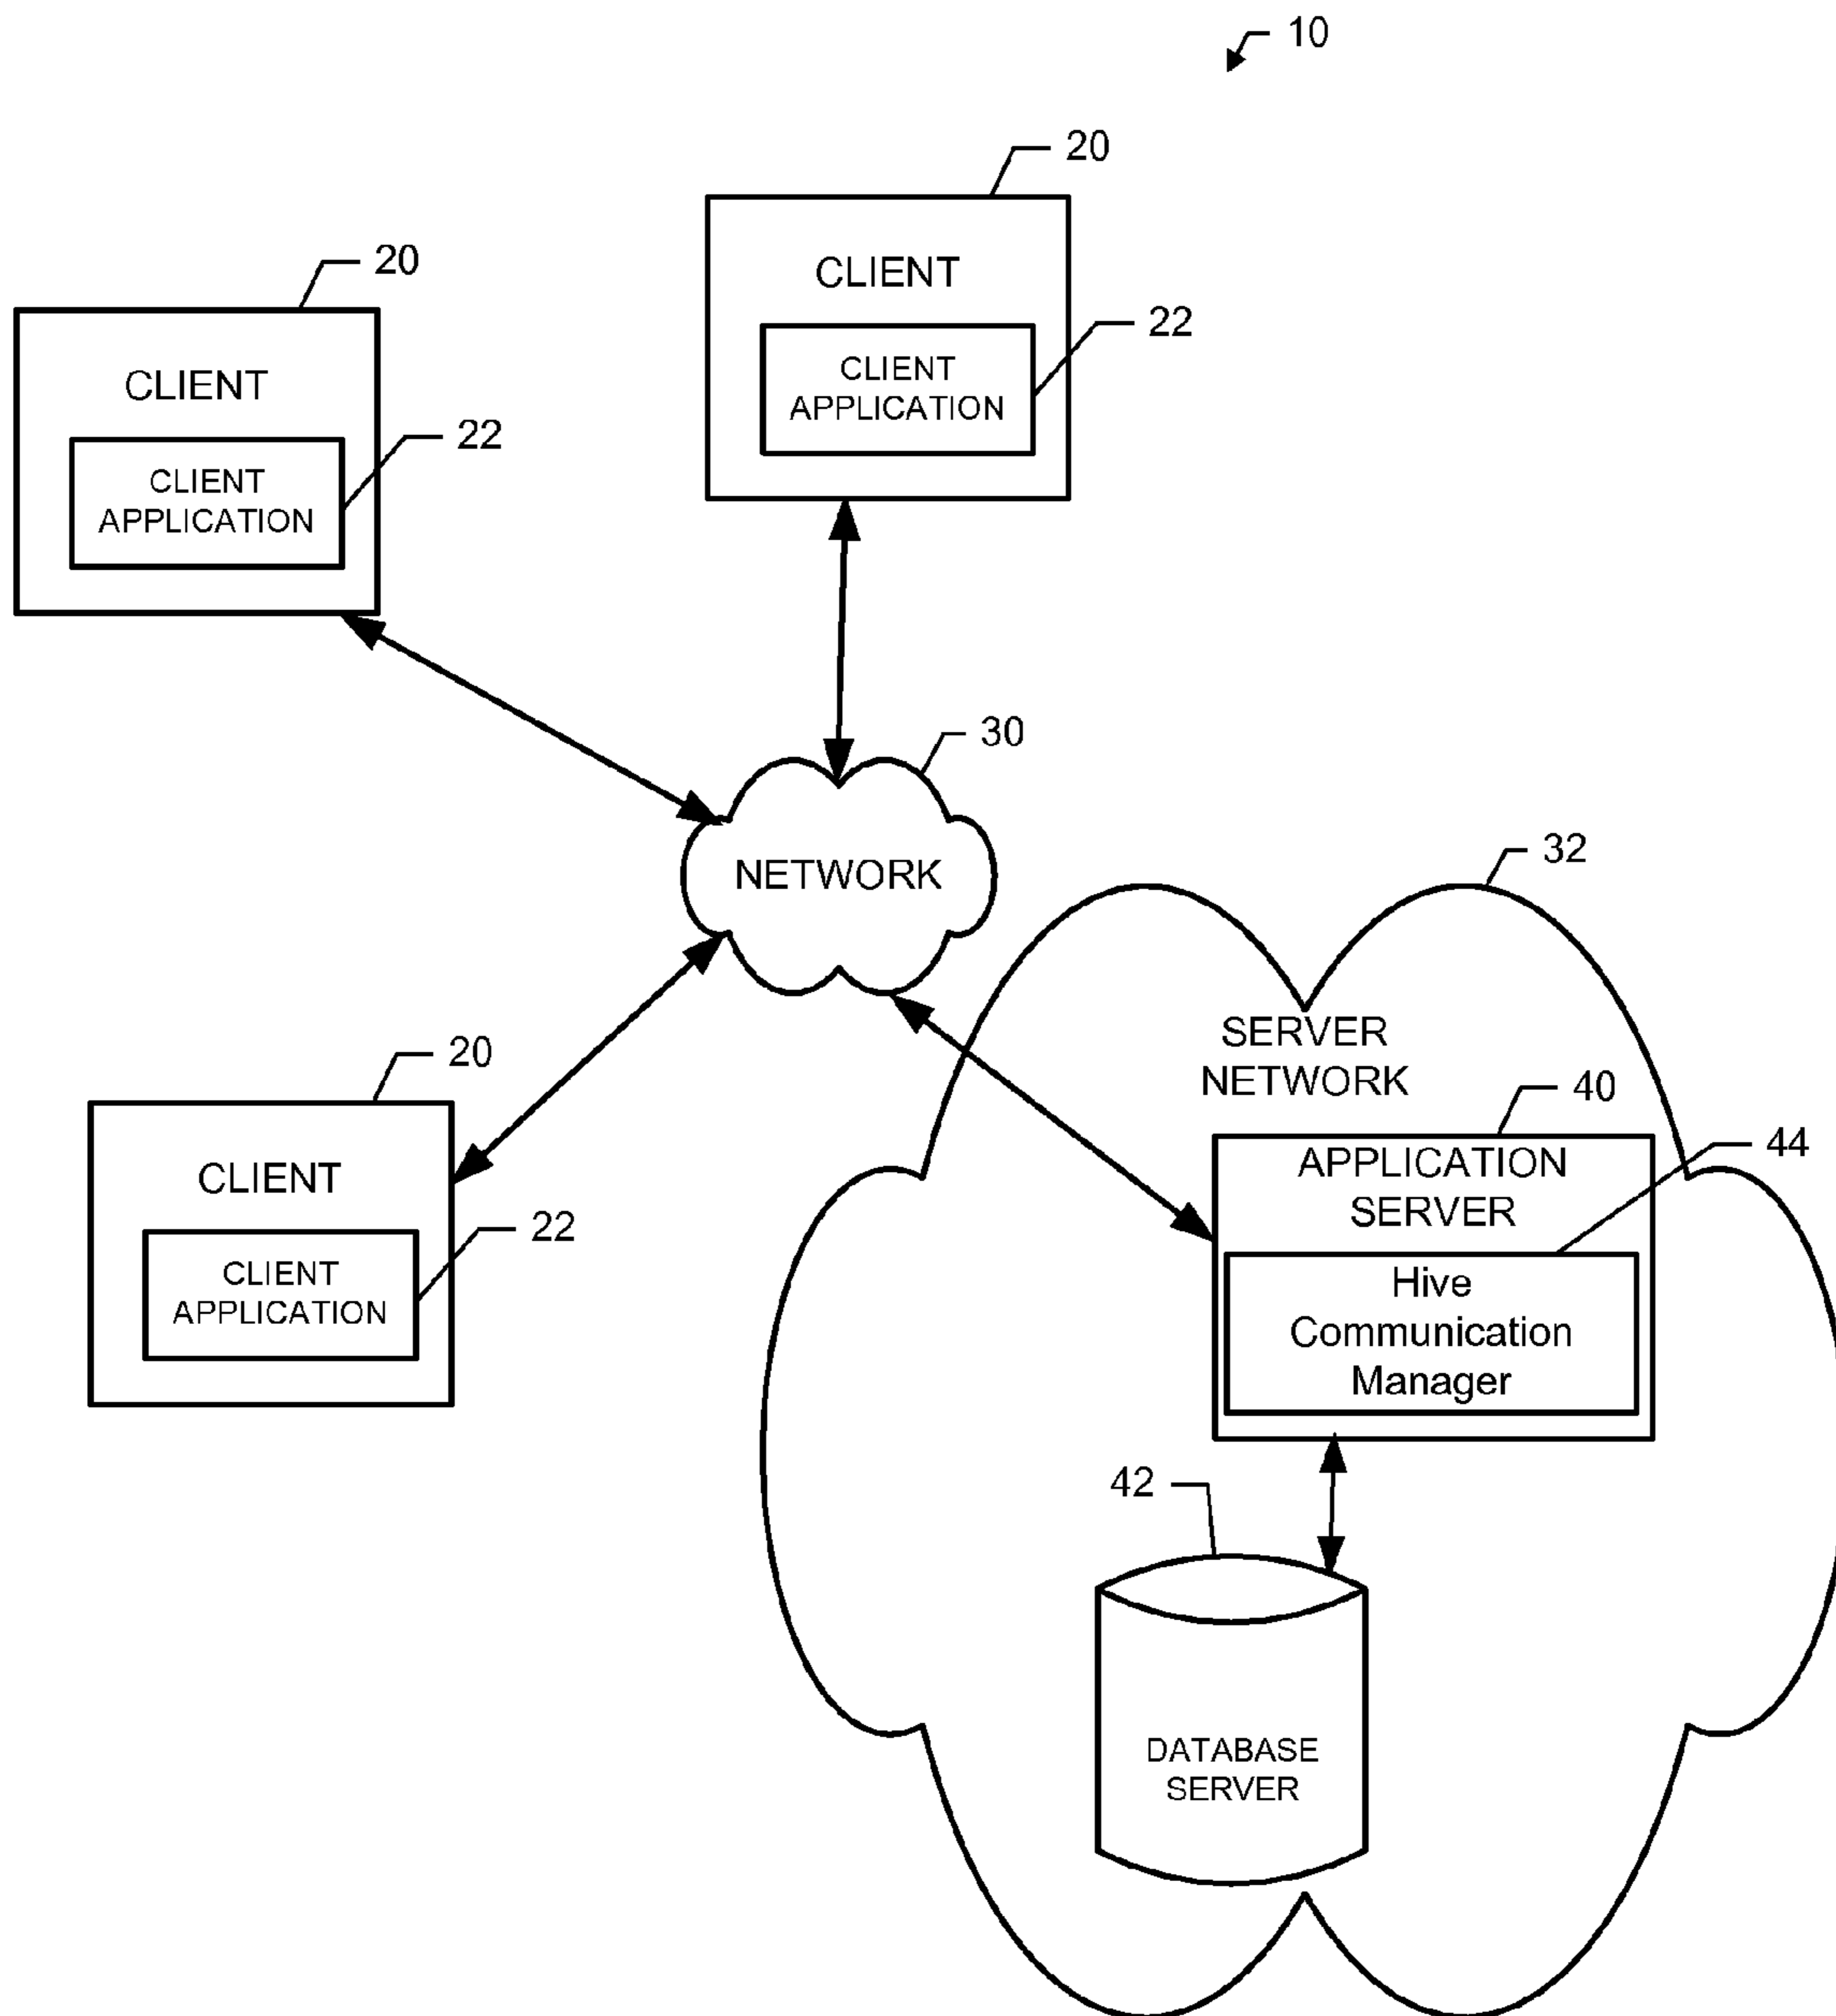 10
20
CLIENT
22
CLIENT
APPLICATION
20
CLIENT
22
CLIENT
APPLICATION
30
NETWORK
32
SERVER
NETWORK
20
CLIENT
22
CLIENT
APPLICATION
40
APPLICATION
SERVER
44
Hive
Communication
Manager
42
DATABASE
SERVER